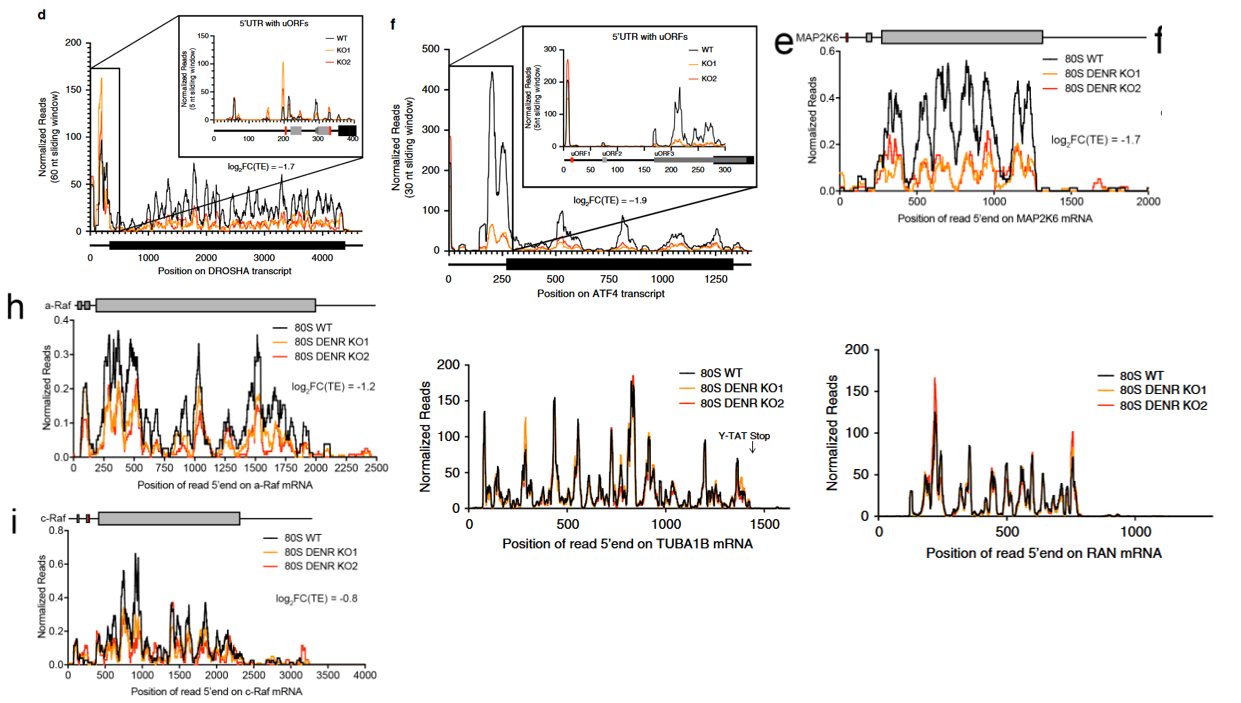 d
5'UTR with uORFs
Normalized Reads
(60 nt sliding window)
200
150
100
50
0
Normalized Reads
(5 nt sliding window)
150
100
50
0
WT
KO1
KO2
0 100 200 300 400
log2FC(TE) = −1.7
0 1000 2000 3000 4000
Position on DROSHA transcript
f
5'UTR with uORFs
Normalized Reads
(30 nt sliding window)
500
400
300
200
100
0
Normalized Reads
(5nt sliding window)
300
200
100
0
WT
KO1
KO2
uORF1 uORF2 uORF3
0 50 100 150 200 250 300
log2FC(TE) = −1.9
0 250 500 750 1000 1250
Position on ATF4 transcript
e
MAP2K6
f
Normalized Reads
0.6
0.4
0.2
0.0
80S WT
80S DENR KO1
80S DENR KO2
log2FC(TE) = -1.7
0 500 1000 1500 2000
Position of read 5'end on MAP2K6 mRNA
h
a-Raf
Normalized Reads
0.4
0.3
0.2
0.1
0.0
80S WT
80S DENR KO1
80S DENR KO2
log2FC(TE) = -1.2
0 250 500 750 1000 1250 1500 1750 2000 2250 2500
Position of read 5'end on a-Raf mRNA
i
c-Raf
Normalized Reads
0.8
0.6
0.4
0.2
0.0
80S WT
80S DENR KO1
80S DENR KO2
log2FC(TE) = -0.8
0 500 1000 1500 2000 2500 3000 3500 4000
Position of read 5'end on c-Raf mRNA
Normalized Reads
200
150
100
50
0
80S WT
80S DENR KO1
80S DENR KO2
Y-TAT Stop
0 500 1000 1500
Position of read 5'end on TUBA1B mRNA
Normalized Reads
200
150
100
50
0
80S WT
80S DENR KO1
80S DENR KO2
0 500 1000
Position of read 5'end on RAN mRNA